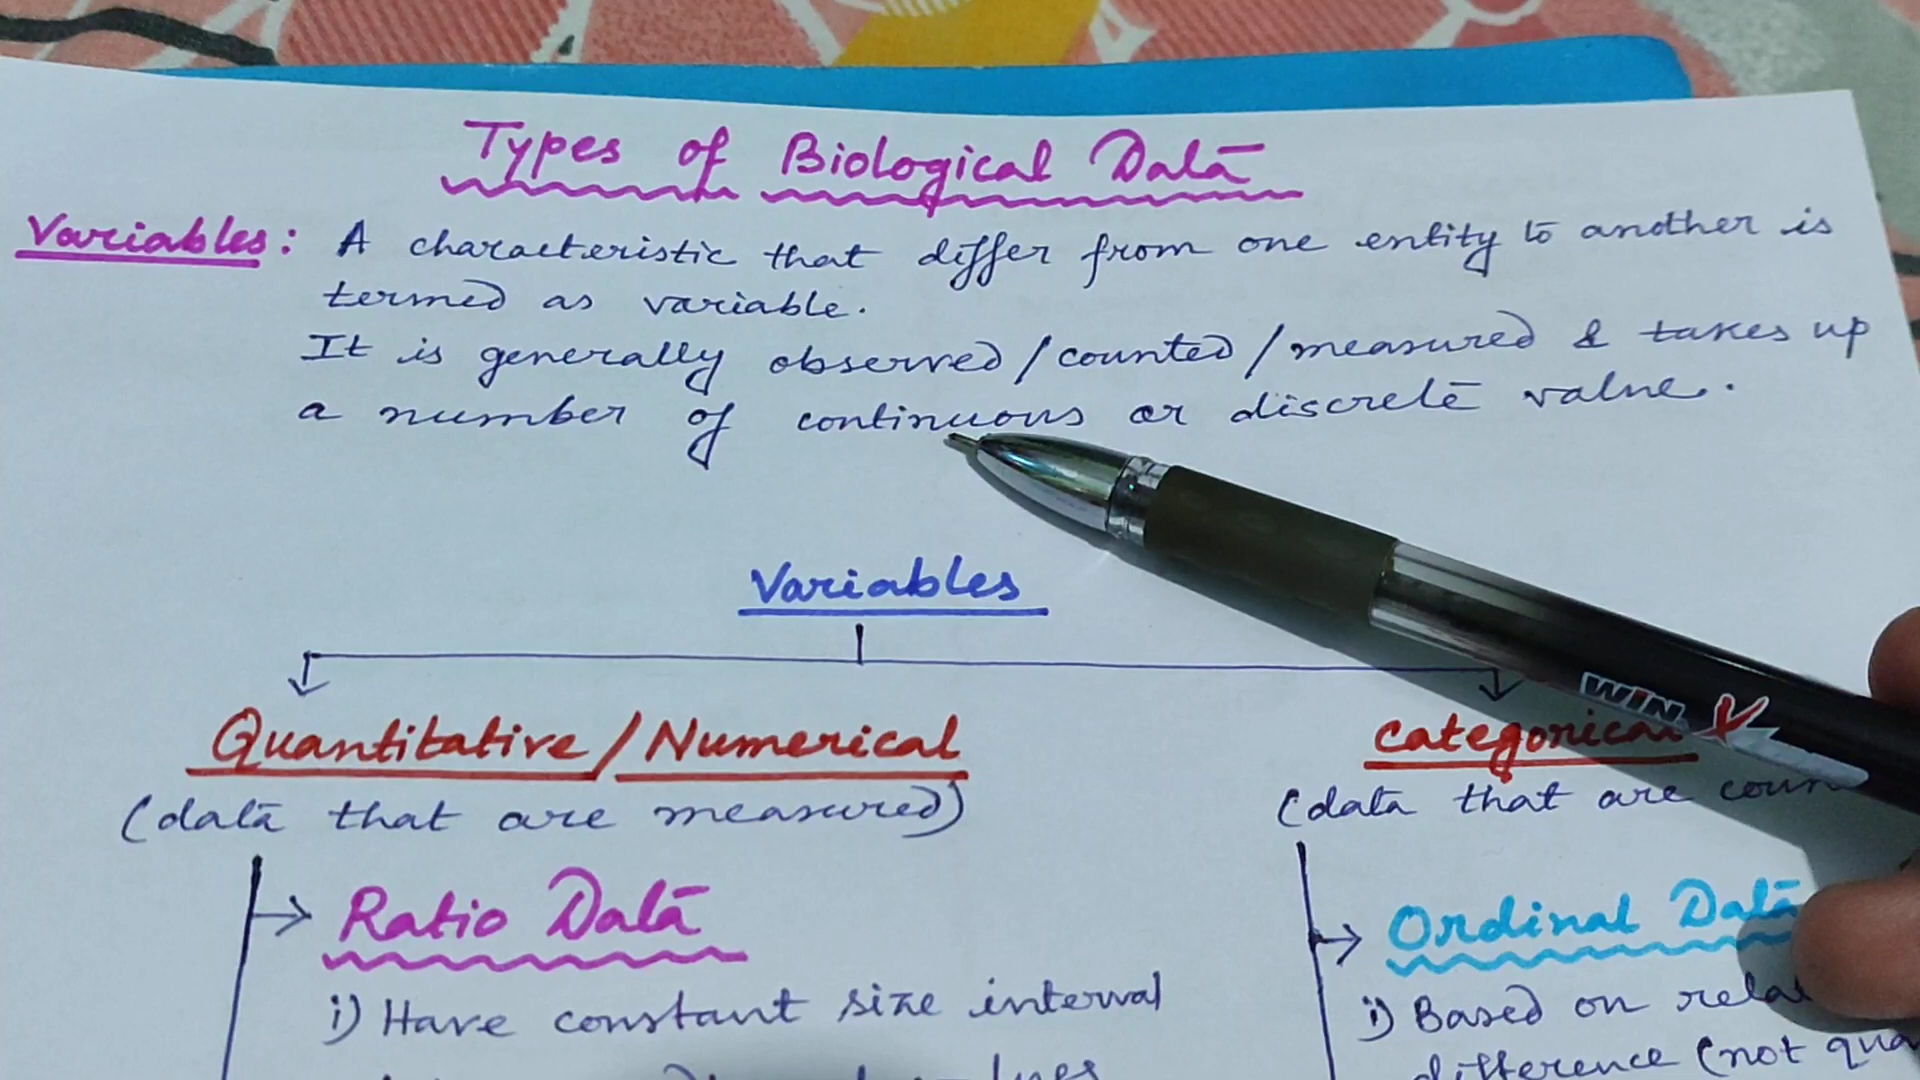 Types of Biological Data
Variables: A characteristic that differ from one entity to another is
termed as variable.
It is generally observed/counted/measured & takes up
a number of continuous or discrete value.
Variables
Quantitative/Numerical
(data that are measured)
Ratio Data
i) Have constant size interval
Categorical
(data that are
Ordinal Data
i) Based on
difference (not
WIN